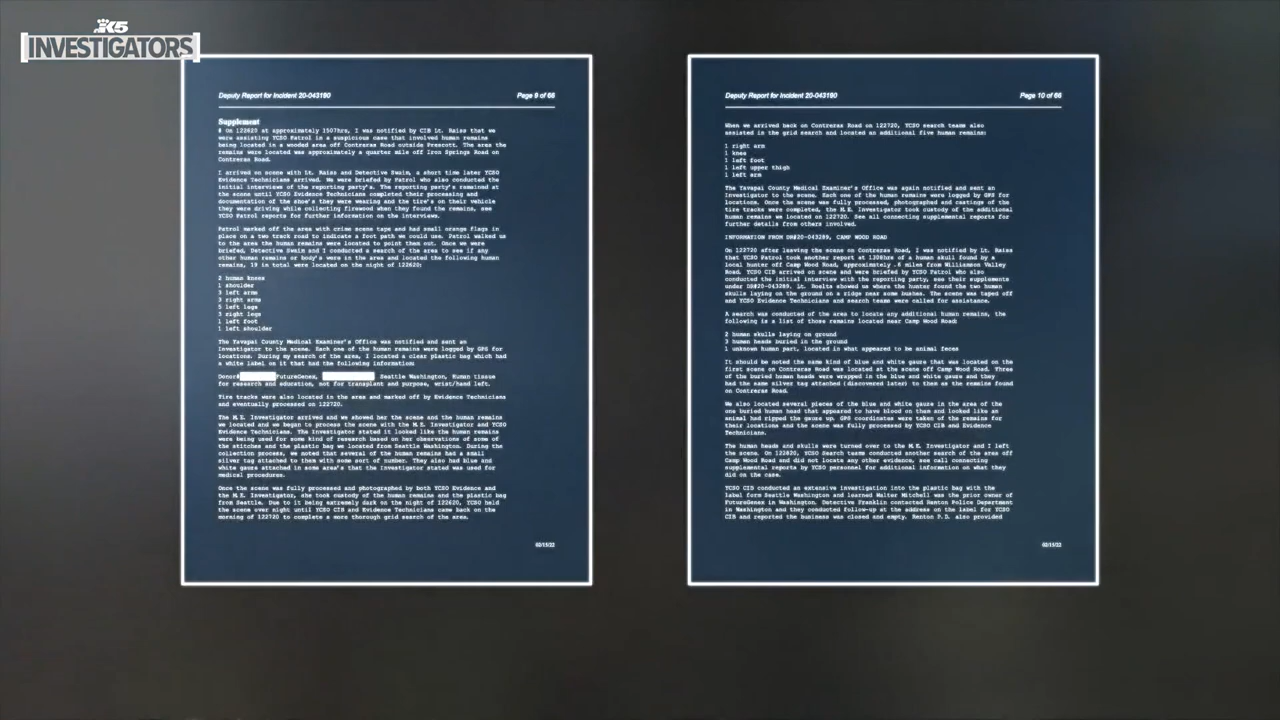 K5
INVESTIGATORS
Deputy Report for Incident 20-043190
Page 9 of 66
Supplement
# On 122620 at approximately 1507hrs, I was notified by CIB Lt. Raiss that we
were assisting YCSO Patrol in a suspicious case that involved human remains
being located in a wooded area off Contreras Road outside Prescott. The area the
remains were located was approximately a quarter mile off Iron Springs Road on
Contreras Road.
I arrived on scene with Lt. Raiss and Detective Swaim, a short time later YCSO
Evidence Technicians arrived. We were briefed by Patrol who also conducted the
initial interviews of the reporting party's. The reporting party's remained at
the scene until YCSO Evidence Technicians completed their processing and
documentation of the shoe's they were wearing and the tire's on their vehicle
they were driving while collecting firewood when they found the remains, see
YCSO Patrol reports for further information on the interviews.
Patrol marked off the area with crime scene tape and had small orange flags in
place on a two track road to indicate a foot path we could use. Patrol walked us
to the area the human remains were located to point them out. Once we were
briefed, Detective Swaim and I conducted a search of the area to see if any
other human remains or body's were in the area and located the following human
remains, 19 in total were located on the night of 122620:
2 human knees
1 shoulder
3 left arms
3 right arms
5 left legs
3 right legs
1 left foot
1 left shoulder
The Yavapai County Medical Examiner's Office was notified and sent an
Investigator to the scene. Each one of the human remains were logged by GPS for
locations. During my search of the area, I located a clear plastic bag which had
a white label on it that had the following information:
Donor# FutureGenex, Seattle Washington, Human tissue
for research and education, not for transplant and purpose, wrist/hand left.
Tire tracks were also located in the area and marked off by Evidence Technicians
and eventually processed on 122720.
The M.E. Investigator arrived and we showed her the scene and the human remains
we located and we began to process the scene with the M.E. Investigator and YCSO
Evidence Technicians. The Investigator stated it looked like the human remains
were being used for some kind of research based on her observations of some of
the stitches and the plastic bag we located from Seattle Washington. During the
collection process, we noted that several of the human remains had a small
silver tag attached to them with some sort of number. They also had blue and
white gauze attached in some area's that the Investigator stated was used for
medical procedures.
Once the scene was fully processed and photographed by both YCSO Evidence and
the M.E. Investigator, she took custody of the human remains and the plastic bag
from Seattle. Due to it being extremely dark on the night of 122620, YCSO held
the scene over night until YCSO CIB and Evidence Technicians came back on the
morning of 122720 to complete a more thorough grid search of the area.
02/15/22
Deputy Report for Incident 20-043190
Page 10 of 66
When we arrived back on Contreras Road on 122720, YCSO search teams also
assisted in the grid search and located an additional five human remains:
1 right arm
1 knee
1 left foot
1 left upper thigh
1 left arm
The Yavapai County Medical Examiner's Office was again notified and sent an
Investigator to the scene. Each one of the human remains were logged by GPS for
locations. Once the scene was fully processed, photographed and castings of the
tire tracks were completed, the M.E. Investigator took custody of the additional
human remains we located on 122720. See all connecting supplemental reports for
further details from others involved.
INFORMATION FROM DR#20-043289, CAMP WOOD ROAD
On 122720 after leaving the scene on Contreras Road, I was notified by Lt. Raiss
that YCSO Patrol took another report at 1308hrs of a human skull found by a
local hunter off Camp Wood Road, approximately .6 miles from Williamson Valley
Road. YCSO CIB arrived on scene and were briefed by YCSO Patrol who also
conducted the initial interview with the reporting party, see their supplements
under DR#20-043289. Lt. Boelts showed us where the hunter found the two human
skulls laying on the ground on a ridge near some bushes. The scene was taped off
and YCSO Evidence Technicians and search teams were called for assistance.
A search was conducted of the area to locate any additional human remains, the
following is a list of those remains located near Camp Wood Road:
2 human skulls laying on ground
3 human heads buried in the ground
1 unknown human part, located in what appeared to be animal feces
It should be noted the same kind of blue and white gauze that was located on the
first scene on Contreras Road was located at the scene off Camp Wood Road. Three
of the buried human heads were wrapped in the blue and white gauze and they
had the same silver tag attached (discovered later) to them as the remains found
on Contreras Road.
We also located several pieces of the blue and white gauze in the area of the
one buried human head that appeared to have blood on them and looked like an
animal had ripped the gauze up. GPS coordinates were taken of the remains for
their locations and the scene was fully processed by YCSO CIB and Evidence
Technicians.
The human heads and skulls were turned over to the M.E. Investigator and I left
the scene. On 122820, YCSO Search teams conducted another search of the area off
Camp Wood Road and did not locate any other evidence, see call connecting
supplemental reports by YCSO personnel for additional information on what they
did on the case.
YCSO CIB conducted an extensive investigation into the plastic bag with the
label form Seattle Washington and learned Walter Mitchell was the prior owner of
FutureGenex in Washington. Detective Franklin contacted Renton Police Department
in Washington and they conducted follow-up at the address on the label for YCSO
CIB and reported the business was closed and empty. Renton P.D. also provided
02/15/22